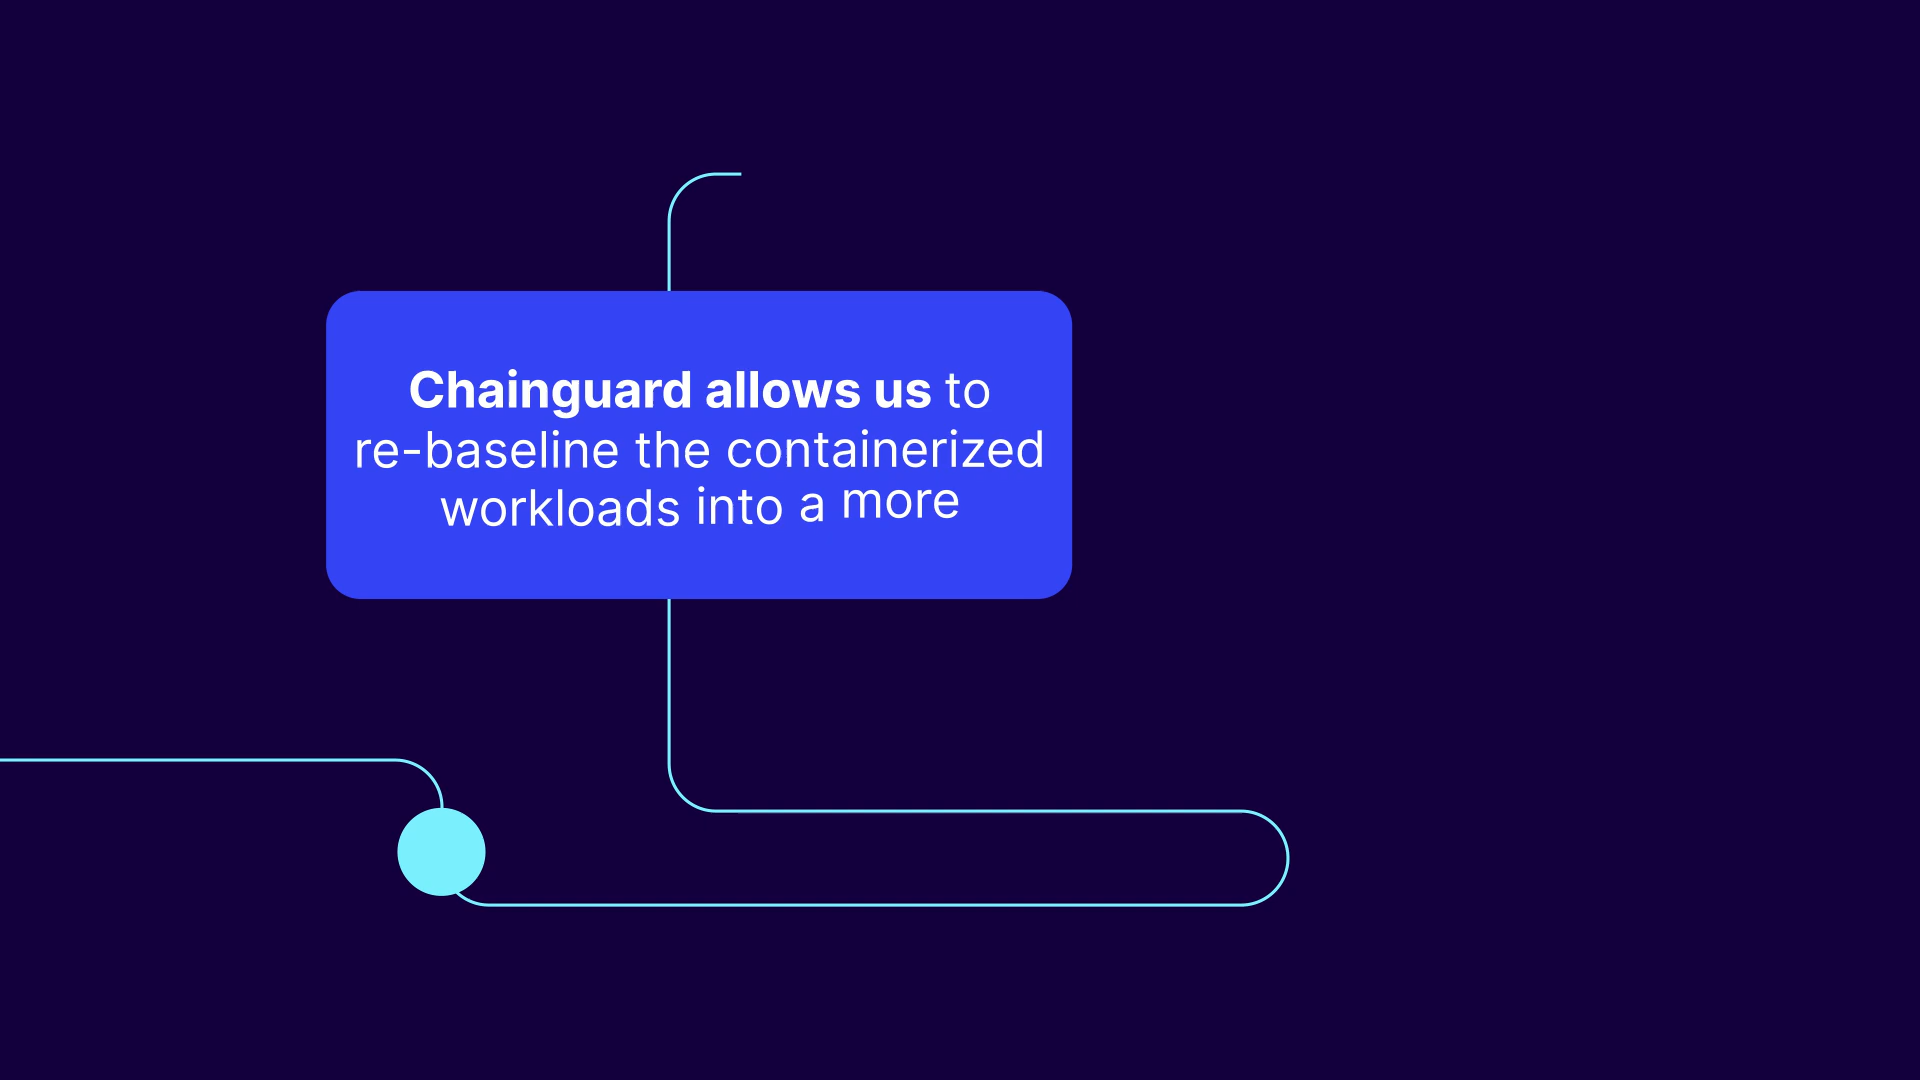 Chainguard allows us to
re-baseline the containerized
workloads into a more